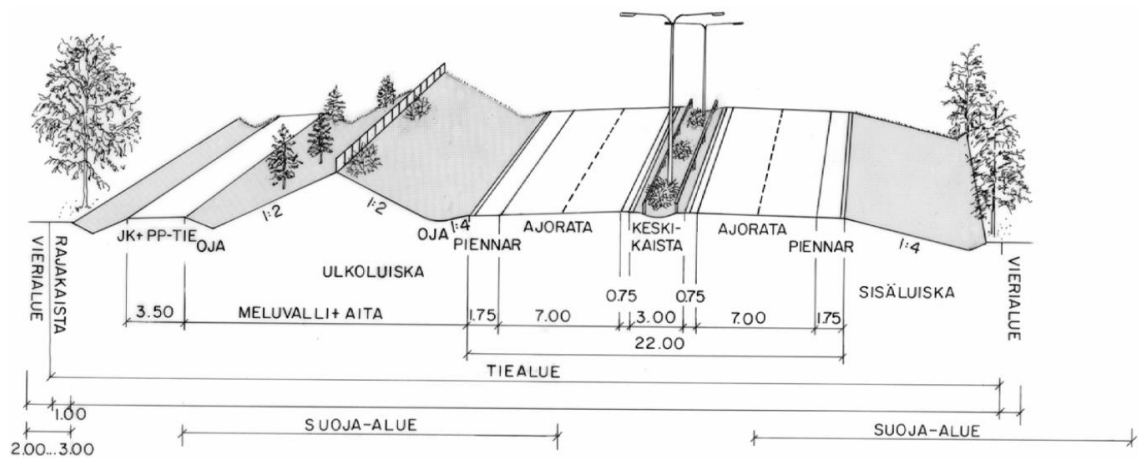 1:2
1:2
JK+PP-TIE
OJA
OJA
1:4
PIENNAR
AJORATA
KESKI-
KAISTA
AJORATA
PIENNAR
1:4
VIERIALUE
RAJAKAISTA
ULKOLUISKA
SISÄLUISKA
VIERIALUE
3.50
MELUVALLI+ AITA
1.75
7.00
0.75
3.00
0.75
7.00
1.75
22.00
TIEALUE
1.00
2.00...3.00
SUOJA-ALUE
SUOJA-ALUE